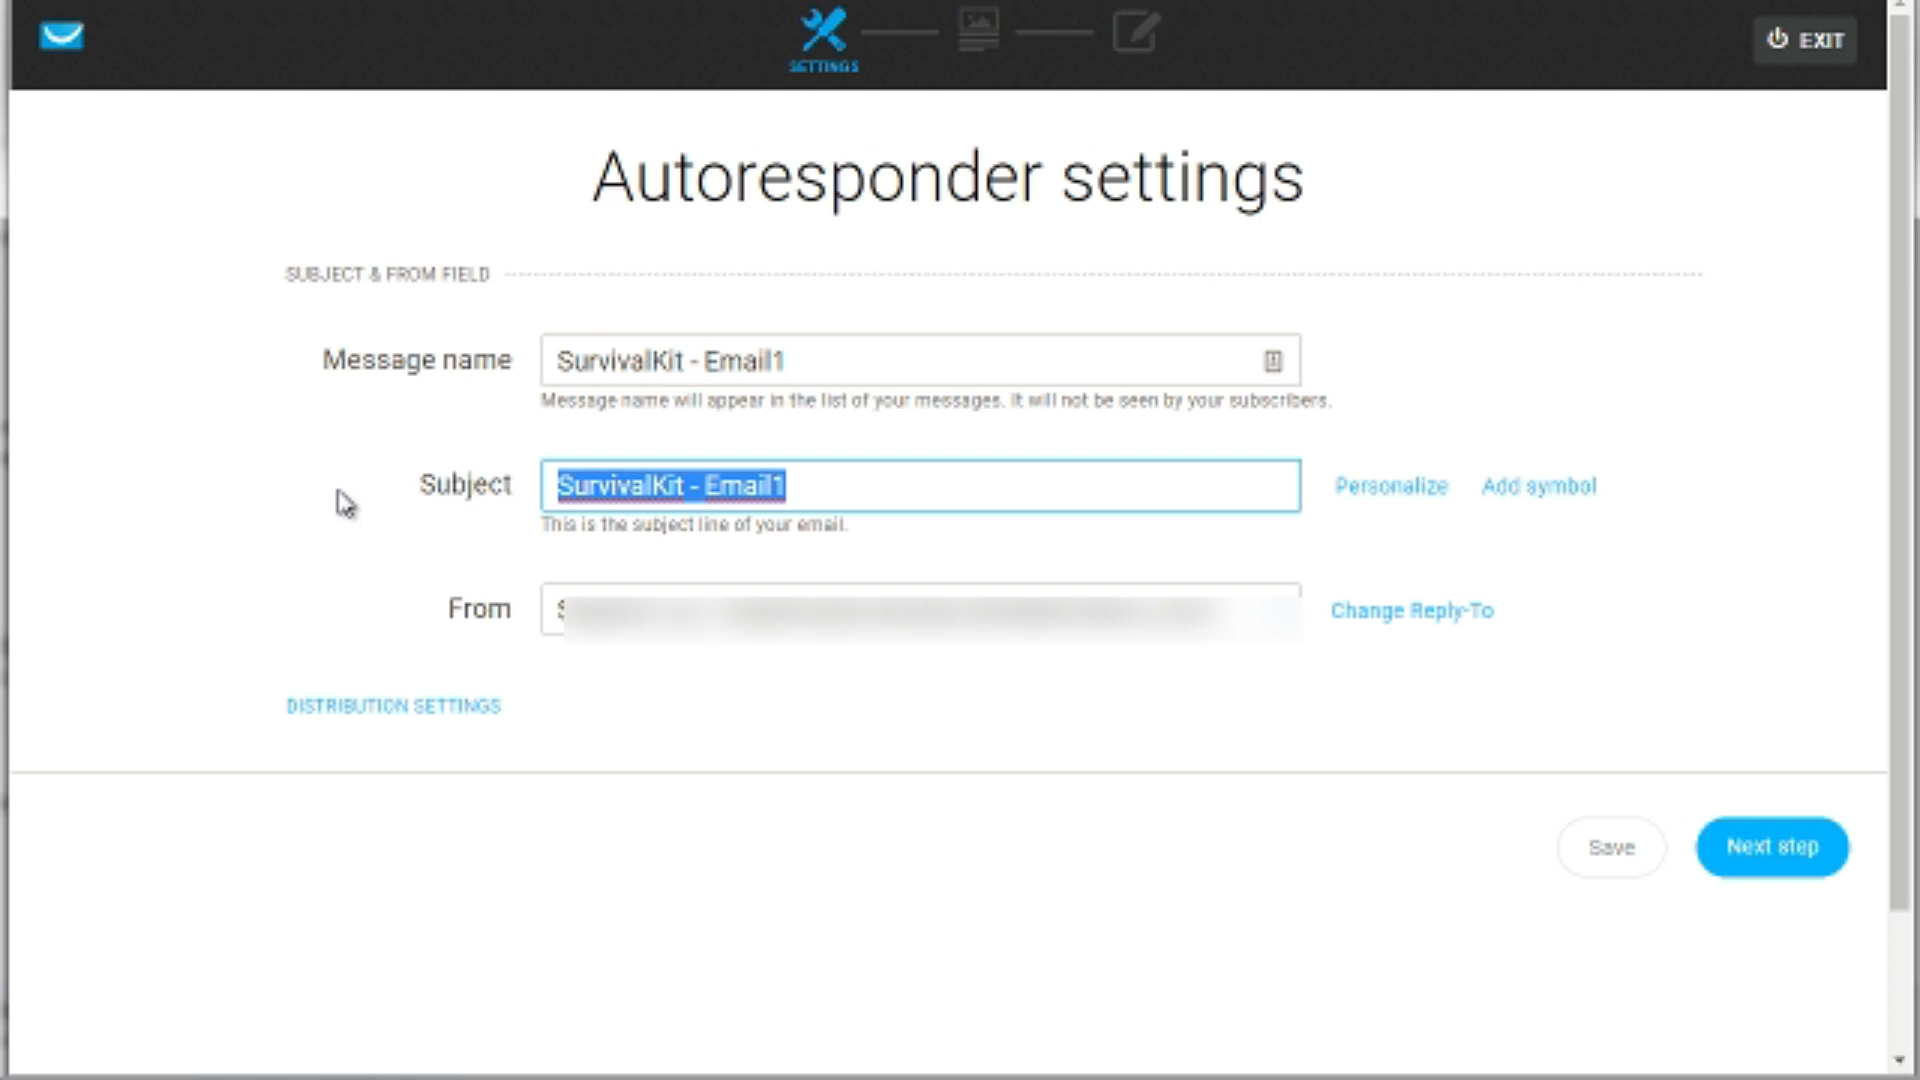 SETTINGS
EXIT
Autoresponder settings
SUBJECT & FROM FIELD
Message name
SurvivalKit - Email1
Message name will appear in the list of your messages. It will not be seen by your subscribers.
Subject
SurvivalKit - Email1
Personalize
Add symbol
This is the subject line of your email.
From
Change Reply-To
DISTRIBUTION SETTINGS
Save
Next step